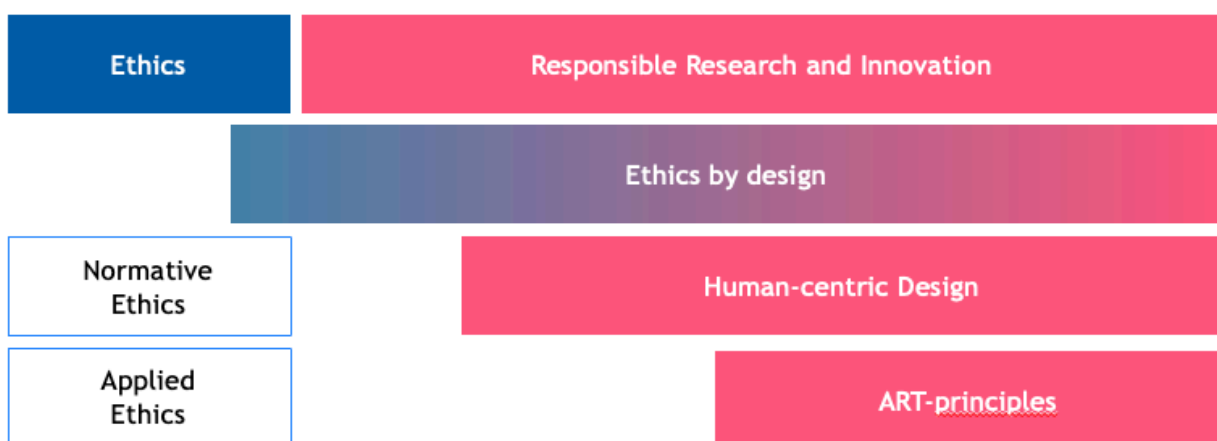 Ethics
Responsible Research and Innovation
Ethics by design
Normative
Ethics
Human-centric Design
Applied
Ethics
ART-principles